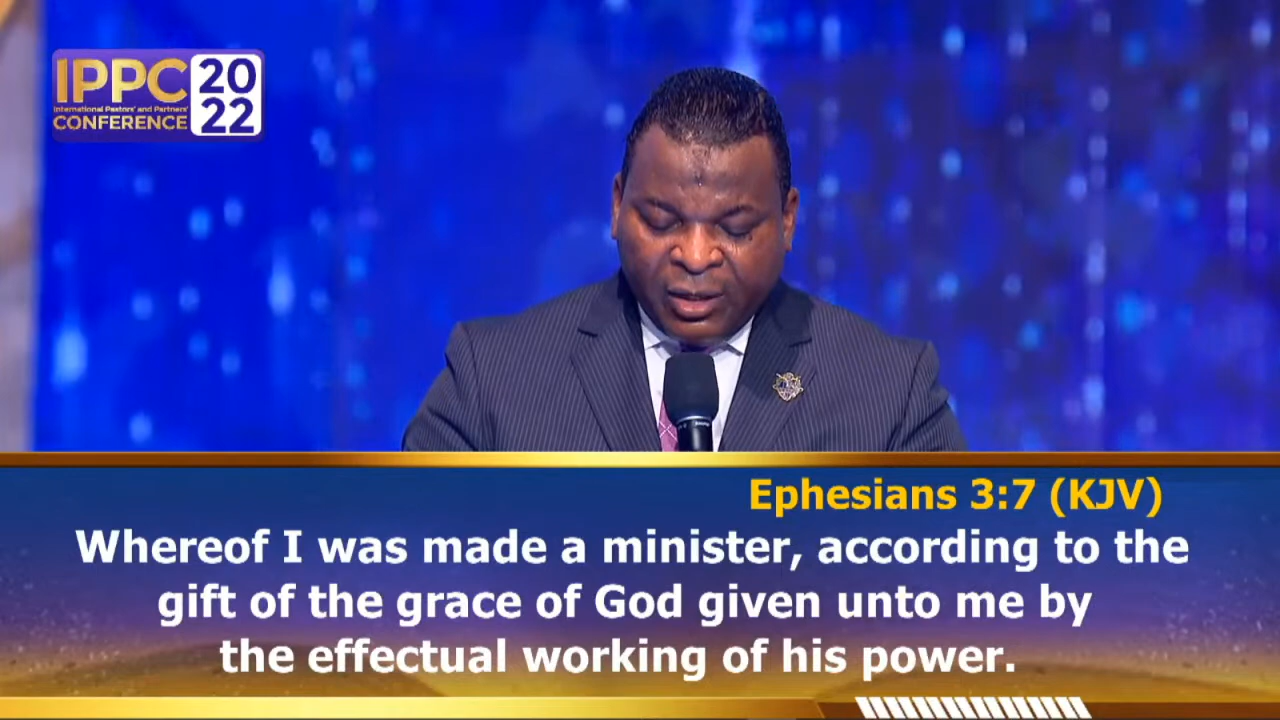 IPPC 2022
International Pastors' and Partners'
CONFERENCE
Ephesians 3:7 (KJV)
Whereof I was made a minister, according to the
gift of the grace of God given unto me by
the effectual working of his power.